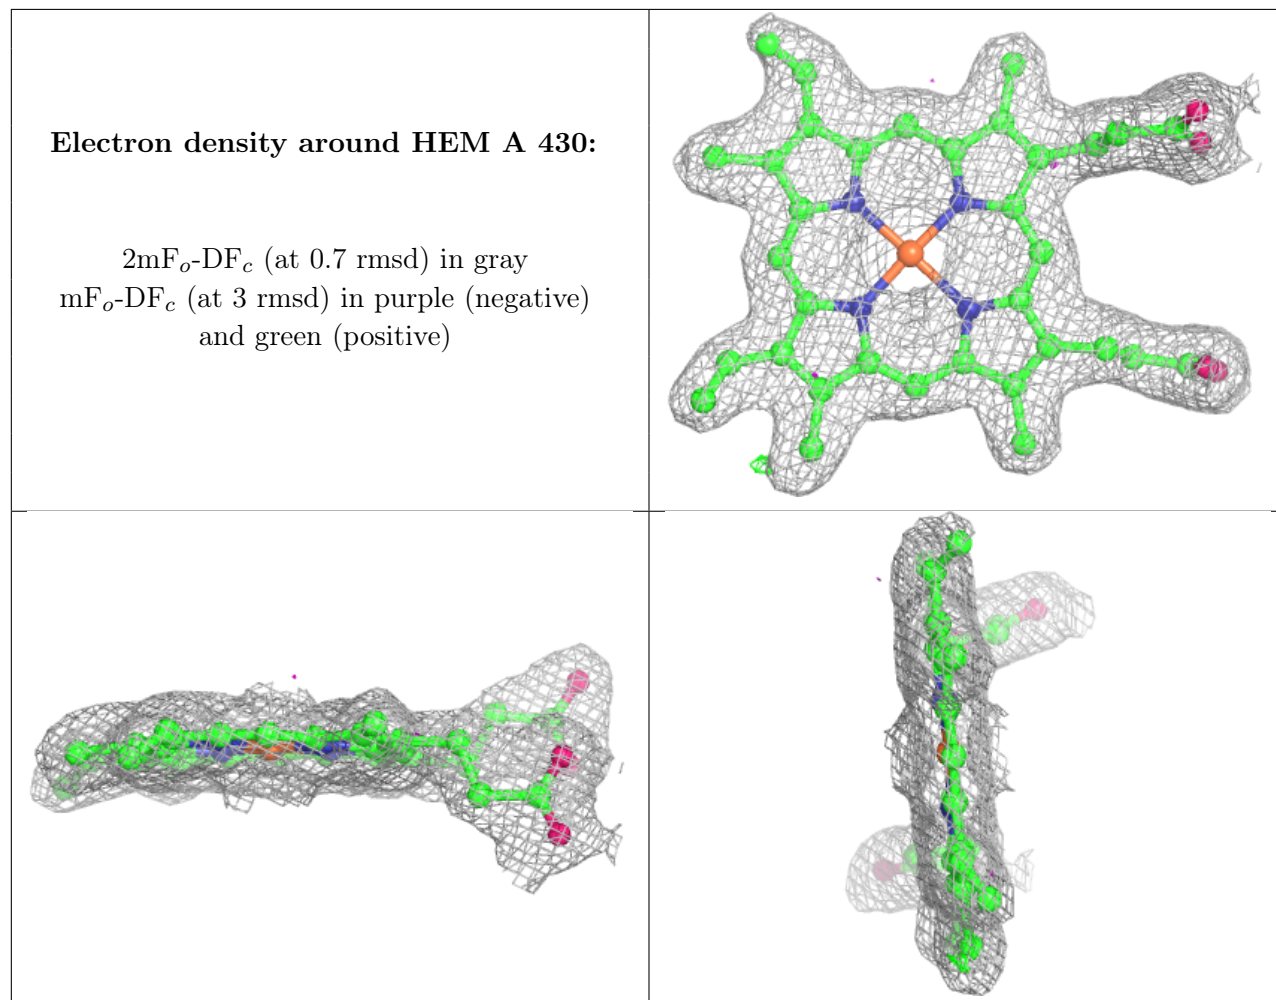 Electron density around HEM A 430:
2mFo-DFc (at 0.7 rmsd) in gray
mFo-DFc (at 3 rmsd) in purple (negative)
and green (positive)